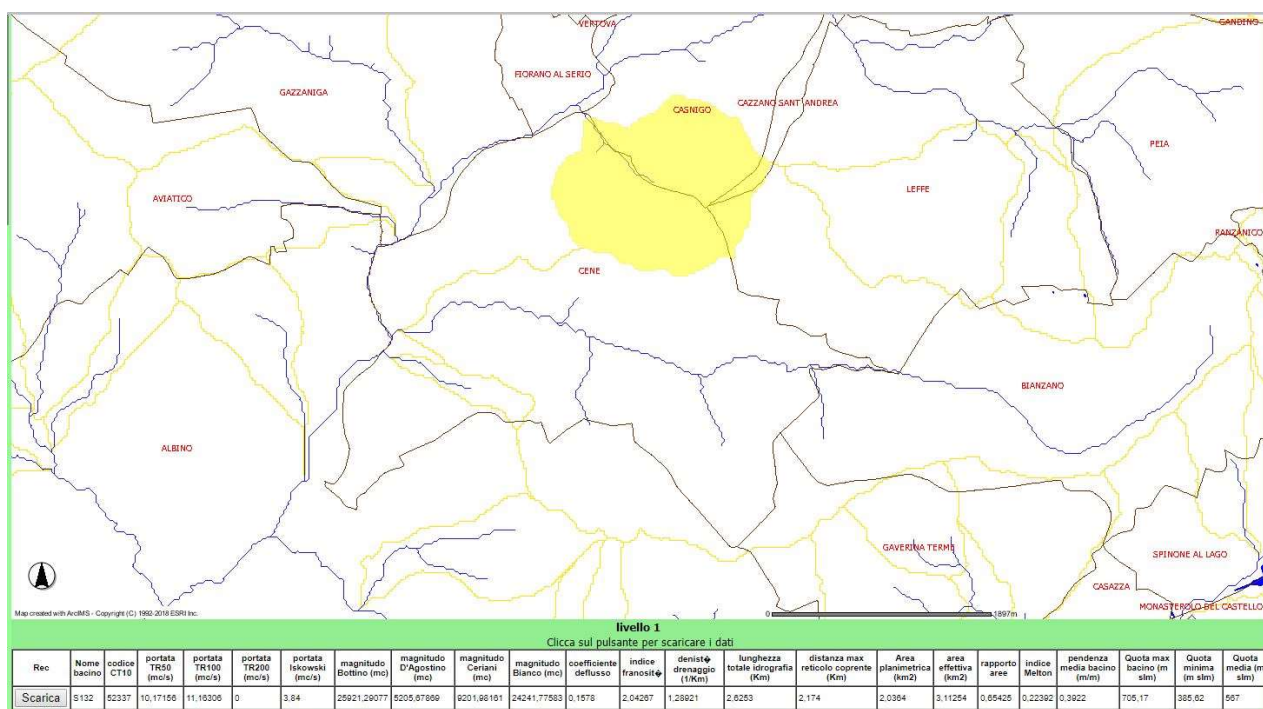 VERTOVA
GANDINO
FIORANO AL SERIO
GAZZANIGA
CASNIGO
CAZZANO SANT ANDREA
PEIA
LEFFE
AVIATICO
RANZANICO
CENE
BIANZANO
ALBINO
GAVERINA TERME
SPINONE AL LAGO
CASAZZA
MONASTEROLO DEL CASTELLO
Map created with ArcIMS - Copyright (C) 1992-2018 ESRI Inc.
0 1897m
livello 1
Clicca sul pulsante per scaricare i dati
Rec Nome bacino codice CT10 portata TR50 (mc/s) portata TR100 (mc/s) portata TR200 (mc/s) portata Iskowski (mc/s) magnitudo Bottino (mc) magnitudo D'Agostino (mc) magnitudo Ceriani (mc) magnitudo Bianco (mc) coefficiente deflusso indice franosit� denist� drenaggio (1/Km) lunghezza totale idrografia (Km) distanza max reticolo coprente (Km) Area planimetrica (km2) area effettiva (km2) rapporto aree indice Melton pendenza media bacino (m/m) Quota max bacino (m slm) Quota minima (m slm) Quota media (m slm)
Scarica S132 52337 10,17156 11,16306 0 3.84 25921,29077 5205,67869 9201,98161 24241,77583 0,1578 2,04267 1,28921 2,6253 2,174 2,0364 3,11254 0,65425 0,22392 0,3922 705,17 385,62 567